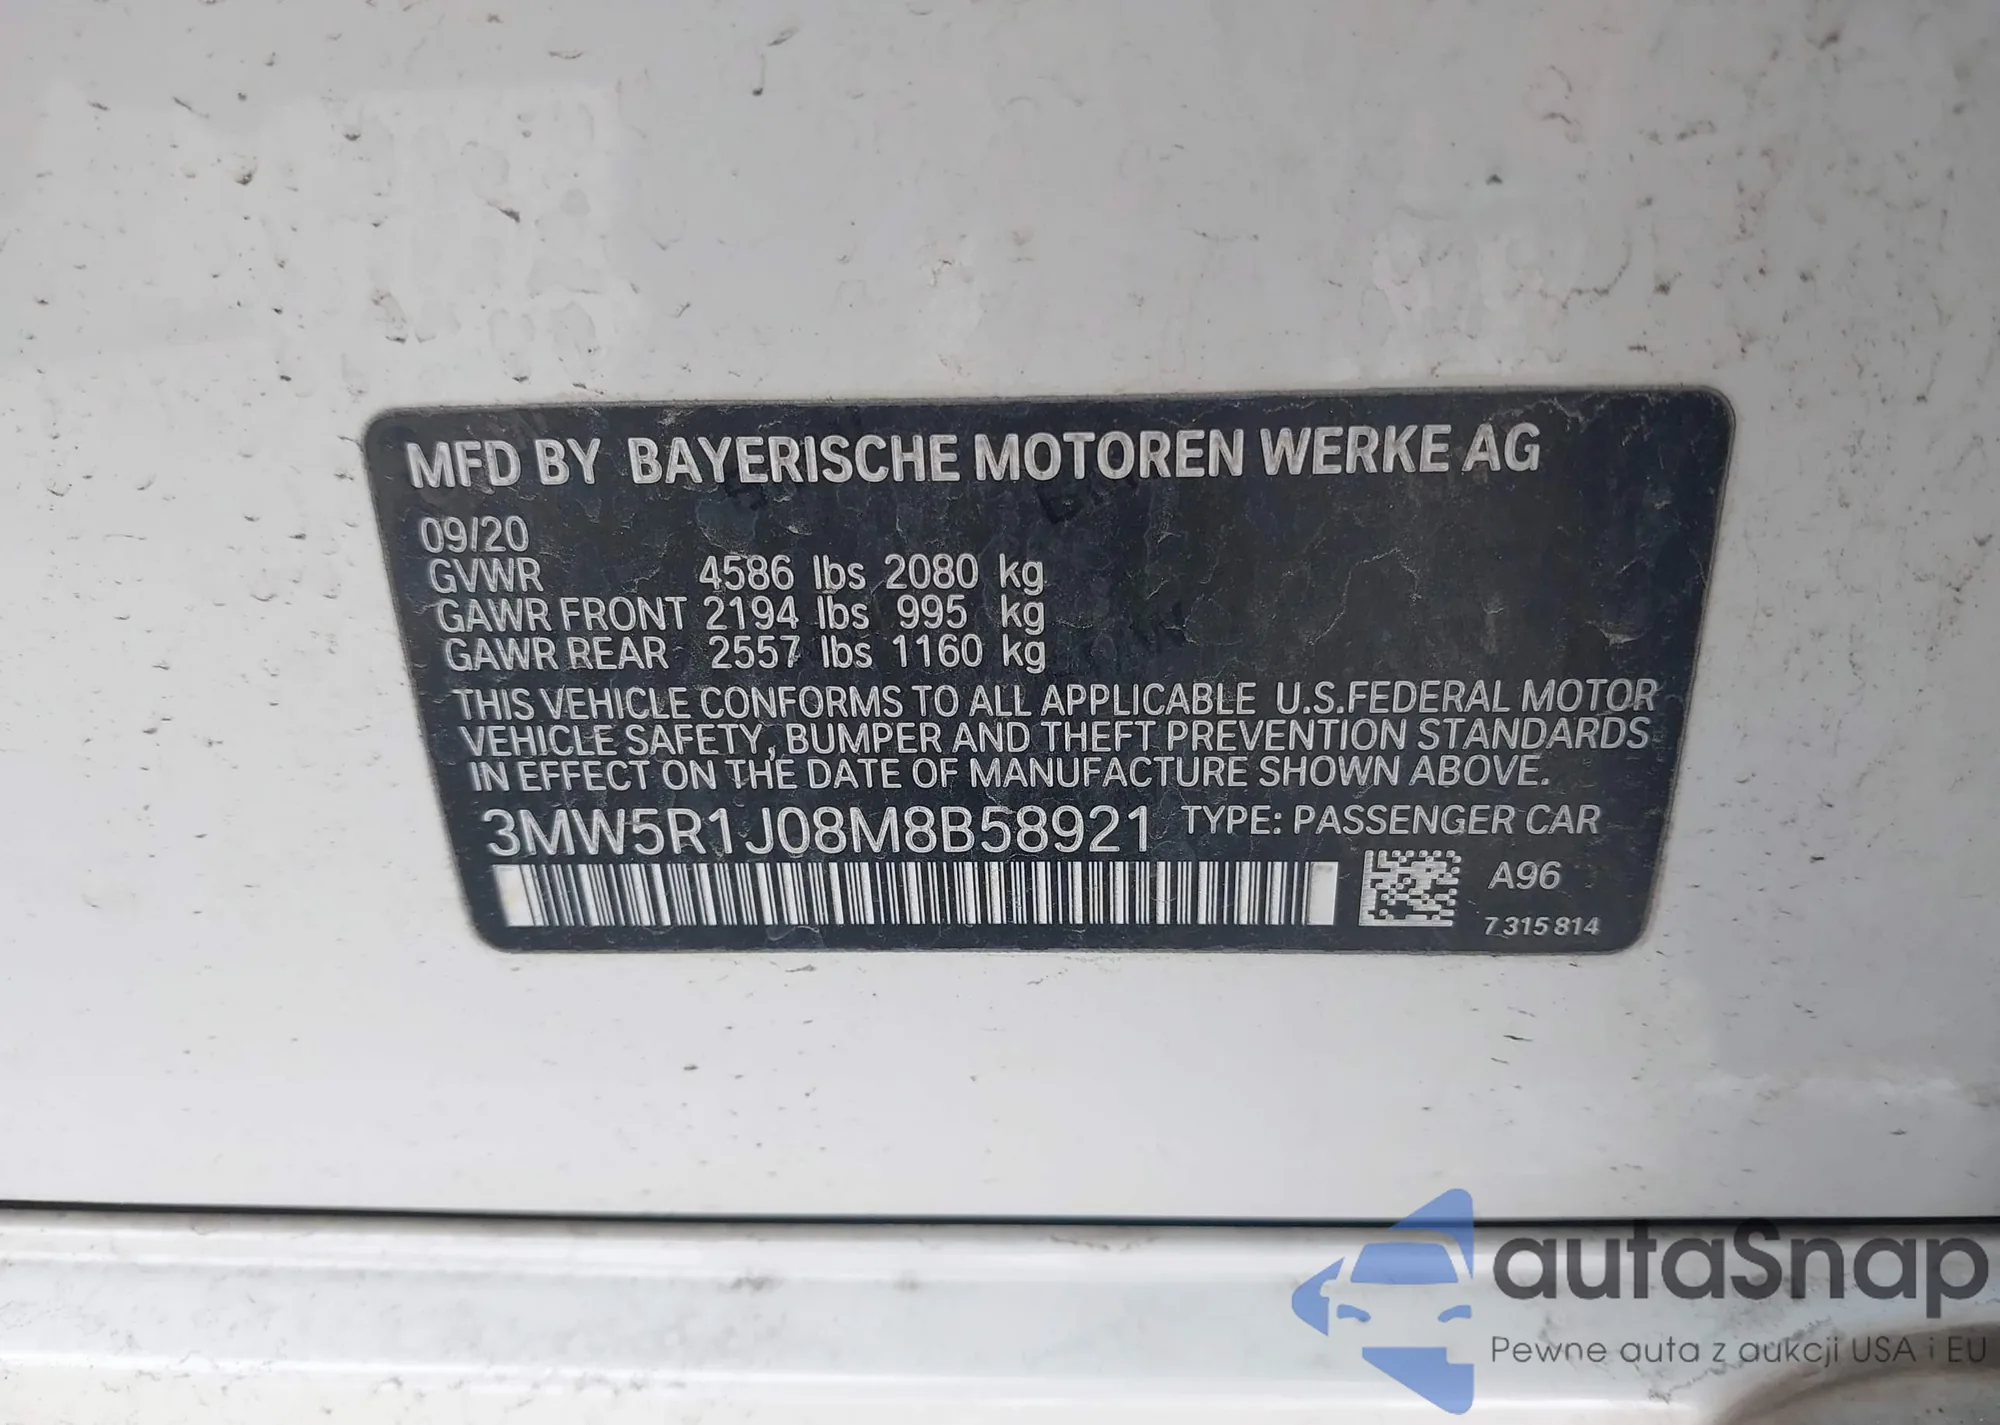 MFD BY BAYERISCHE MOTOREN WERKE AG
09/20
GVWR 4586 lbs 2080 kg
GAWR FRONT 2194 lbs 995 kg
GAWR REAR 2557 lbs 1160 kg
THIS VEHICLE CONFORMS TO ALL APPLICABLE U.S.FEDERAL MOTOR
VEHICLE SAFETY, BUMPER AND THEFT PREVENTION STANDARDS
IN EFFECT ON THE DATE OF MANUFACTURE SHOWN ABOVE.
3MW5R1J08M8B58921 TYPE: PASSENGER CAR
A96
7 315 814
autaSnap
Pewne auta z aukcji USA i EU